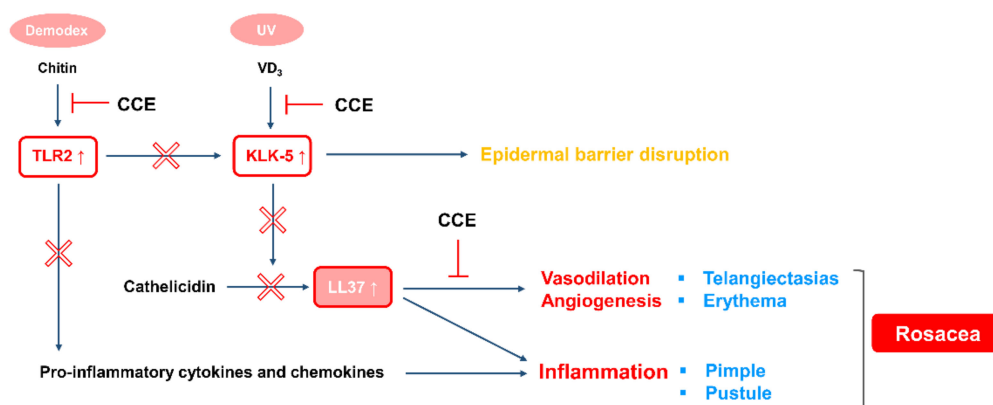 Demodex
UV
Chitin
VD₃
CCE
CCE
TLR2 ↑
KLK-5 ↑
Epidermal barrier disruption
CCE
Cathelicidin
LL37 ↑
Vasodilation
▪ Telangiectasias
Angiogenesis
▪ Erythema
Rosacea
Pro-inflammatory cytokines and chemokines
Inflammation
▪ Pimple
▪ Pustule